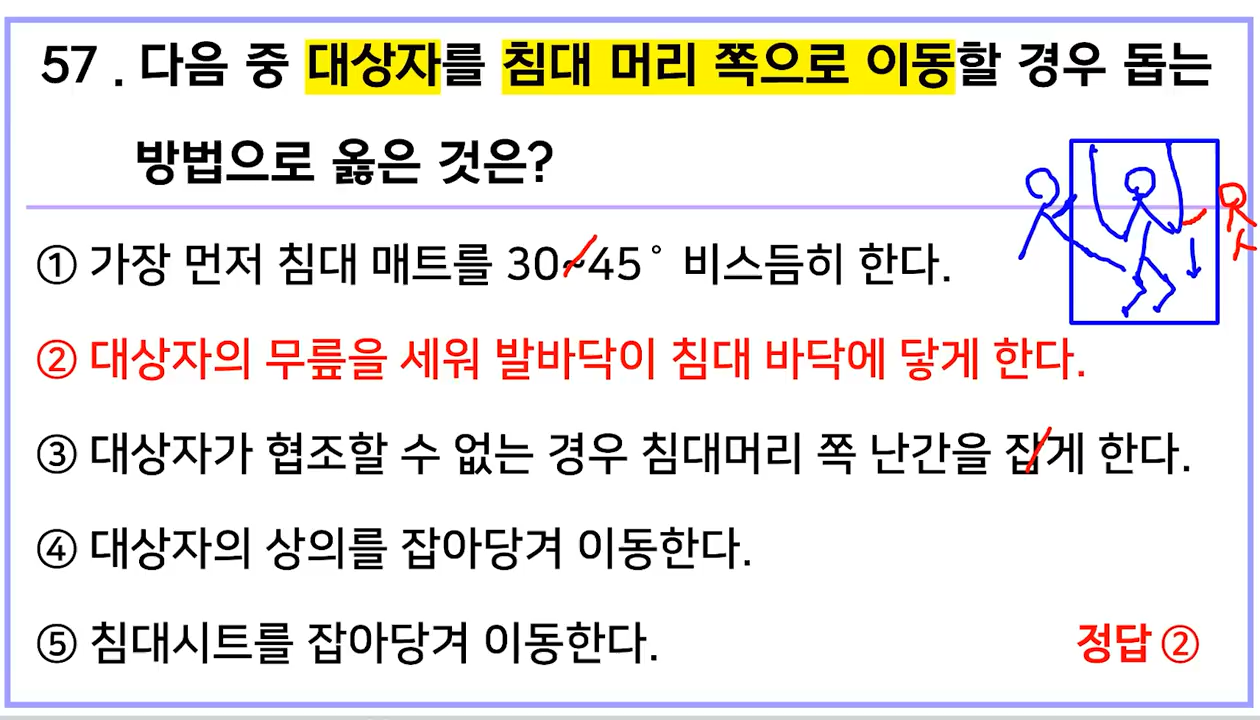 57 . 다음 중 대상자를 침대 머리 쪽으로 이동할 경우 돕는
방법으로 옳은 것은?
① 가장 먼저 침대 매트를 30~45˚ 비스듬히 한다.
② 대상자의 무릎을 세워 발바닥이 침대 바닥에 닿게 한다.
③ 대상자가 협조할 수 없는 경우 침대머리 쪽 난간을 잡게 한다.
④ 대상자의 상의를 잡아당겨 이동한다.
⑤ 침대시트를 잡아당겨 이동한다.
정답 ②